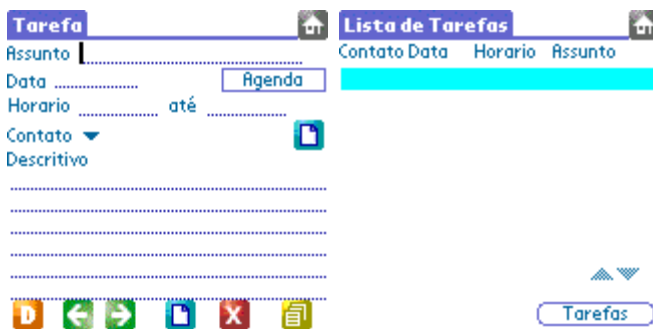 Tarefa
Assunto
Data
Agenda
Horario
até
Contato
Descritivo
D
X
Lista de Tarefas
Contato Data Horario Assunto
Tarefas